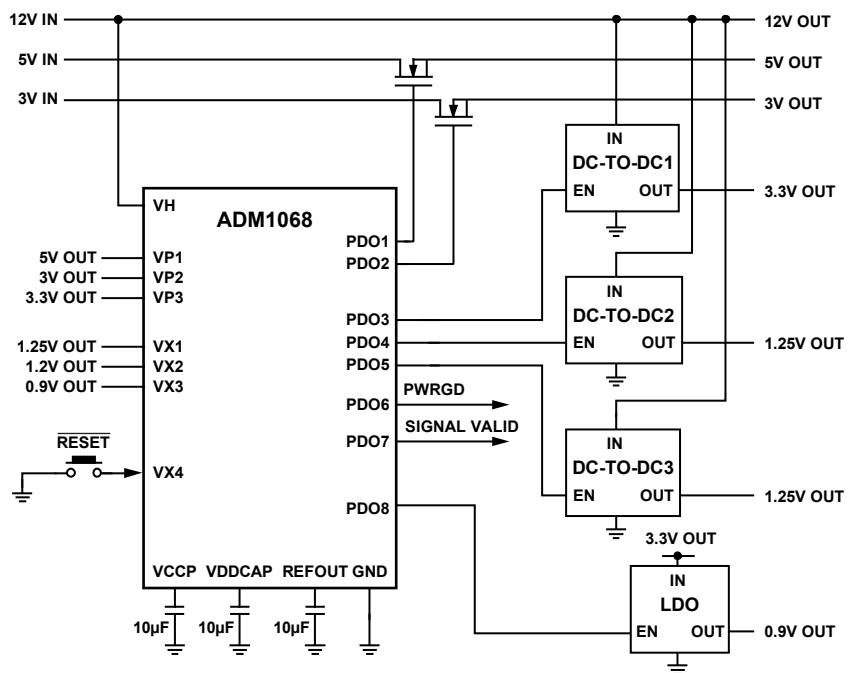 12V IN
12V OUT
5V IN
5V OUT
3V IN
3V OUT
IN
DC-TO-DC1
EN OUT
3.3V OUT
VH
ADM1068
PDO1
PDO2
5V OUT
VP1
3V OUT
VP2
3.3V OUT
VP3
PDO3
IN
DC-TO-DC2
EN OUT
1.25V OUT
PDO4
1.25V OUT
VX1
1.2V OUT
VX2
0.9V OUT
VX3
PDO5
PDO6
PWRGD
PDO7
SIGNAL VALID
RESET
VX4
IN
DC-TO-DC3
EN OUT
1.25V OUT
PDO8
3.3V OUT
IN
LDO
EN OUT
0.9V OUT
VCCP VDDCAP REFOUT GND
10µF 10µF 10µF